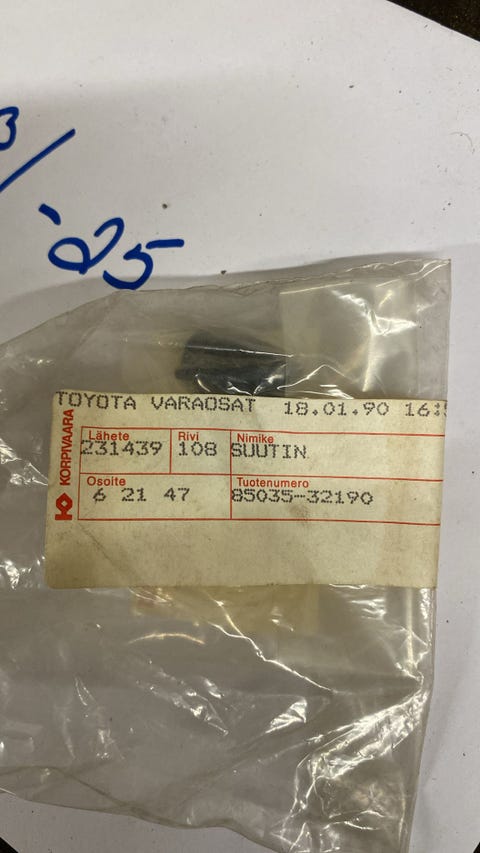 '25
TOYOTA VARAOSAT 18.01.90 16:
KORPIVAARA
Lähete Rivi Nimike
231439 108 SUUTIN
Osoite Tuotenumero
6 21 47 85035-32190